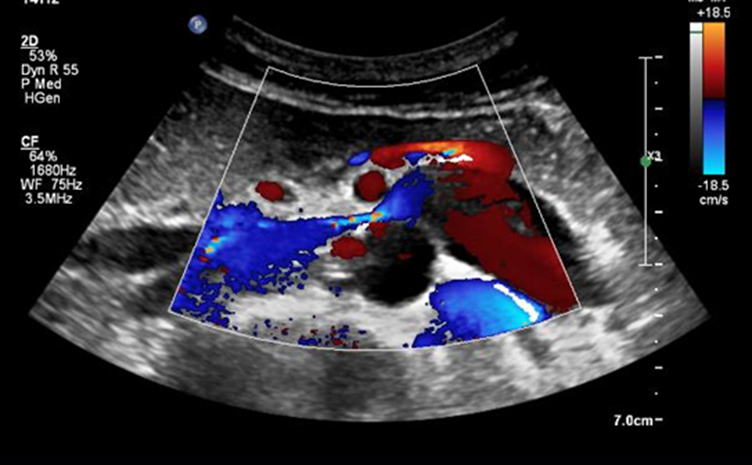 2D
53%
Dyn R 55
P Med
HGen
CF
64%
1680Hz
WF 75Hz
3.5MHz
P
+18.5
x3
-18.5
cm/s
7.0cm